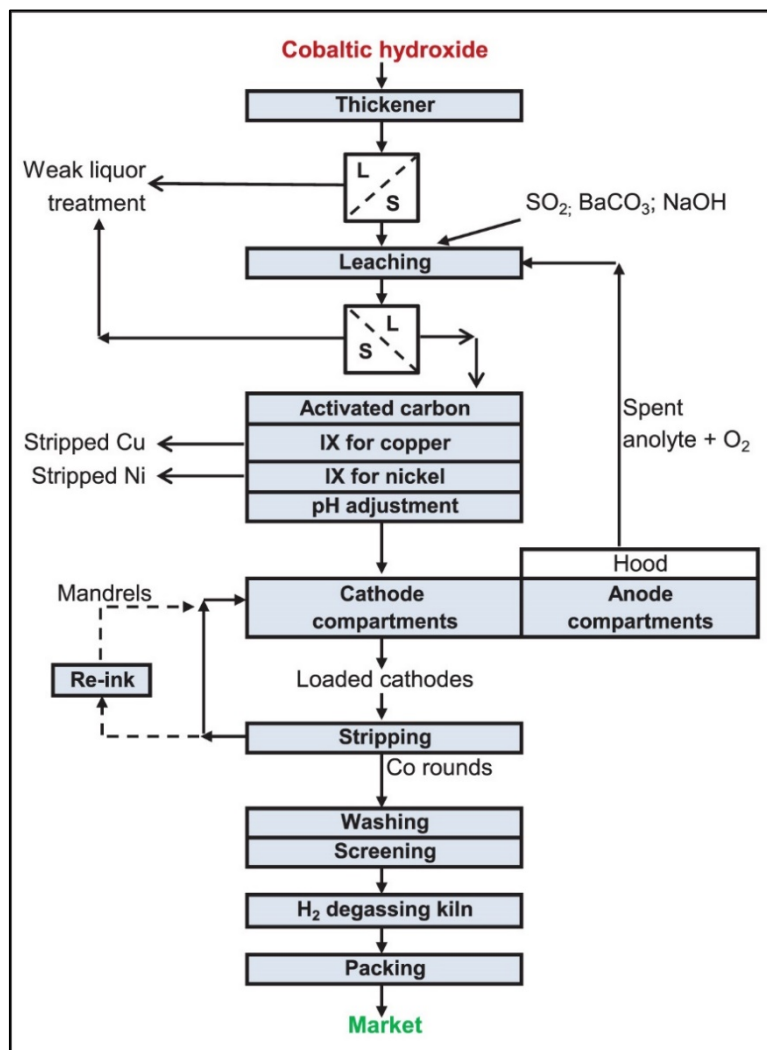 Cobaltic hydroxide
Thickener
L
S
Weak liquor
treatment
SO₂; BaCO₃; NaOH
Leaching
L
S
Activated carbon
IX for copper
IX for nickel
pH adjustment
Stripped Cu
Stripped Ni
Spent
anolyte + O₂
Hood
Mandrels
Cathode
compartments
Anode
compartments
Re-ink
Loaded cathodes
Stripping
Co rounds
Washing
Screening
H₂ degassing kiln
Packing
Market